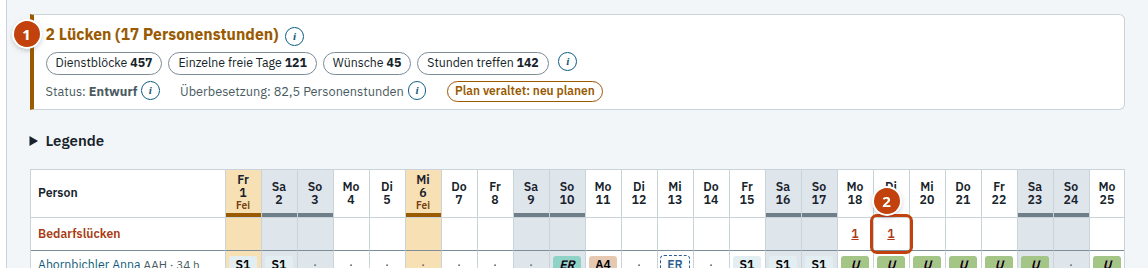 1
2 Lücken (17 Personenstunden) i
Dienstblöcke 457 Einzelne freie Tage 121 Wünsche 45 Stunden treffen 142 i
Status: Entwurf i Überbesetzung: 82,5 Personenstunden i Plan veraltet: neu planen
Legende
Person Fr 1 Fei Sa 2 So 3 Mo 4 Di 5 Mi 6 Fei Do 7 Fr 8 Sa 9 So 10 Mo 11 Di 12 Mi 13 Do 14 Fr 15 Sa 16 So 17 Mo 18 Di 19 Mi 20 Do 21 Fr 22 Sa 23 So 24 Mo 25
2
Bedarfslücken 1 1
Ahornbichler Anna AAH · 34 h S1 S1 · · · · · · · ER A4 · ER · S1 S1 S1 U U U U U U · U